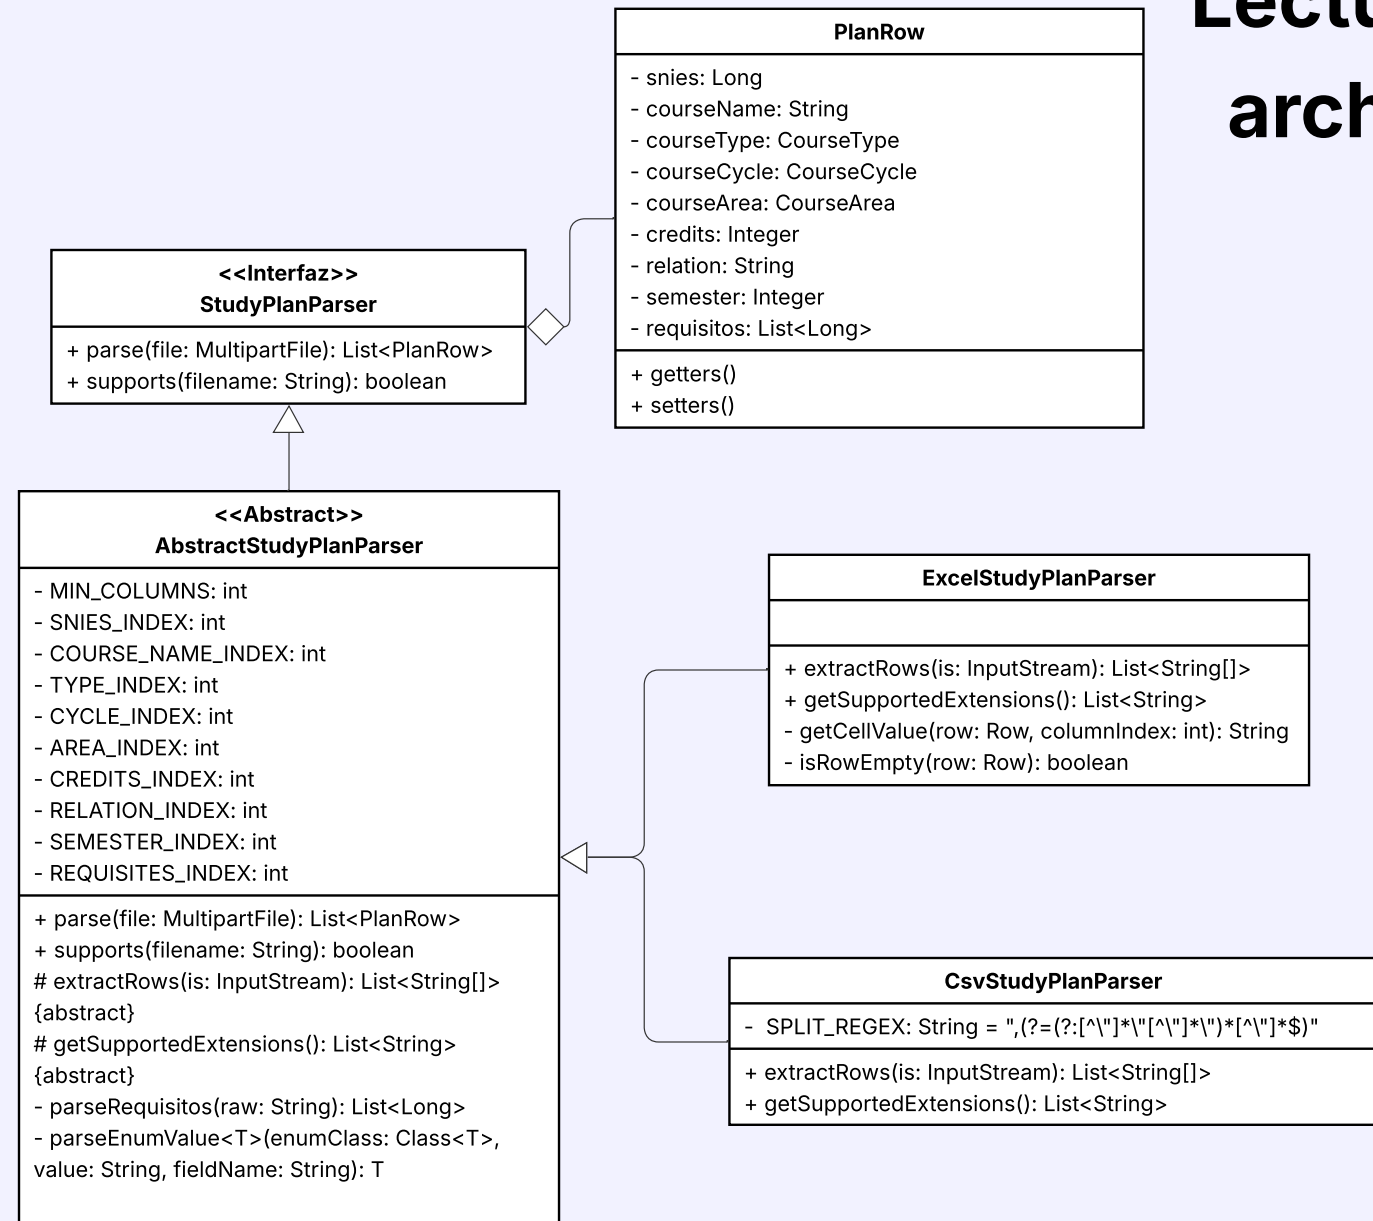 PlanRow
- snies: Long
- courseName: String
- courseType: CourseType
- courseCycle: CourseCycle
- courseArea: CourseArea
- credits: Integer
- relation: String
- semester: Integer
- requisitos: List<Long>
+ getters()
+ setters()
arch
<<Interfaz>>
StudyPlanParser
+ parse(file: MultipartFile): List<PlanRow>
+ supports(filename: String): boolean
<<Abstract>>
AbstractStudyPlanParser
- MIN_COLUMNS: int
- SNIES_INDEX: int
- COURSE_NAME_INDEX: int
- TYPE_INDEX: int
- CYCLE_INDEX: int
- AREA_INDEX: int
- CREDITS_INDEX: int
- RELATION_INDEX: int
- SEMESTER_INDEX: int
- REQUISITES_INDEX: int
+ parse(file: MultipartFile): List<PlanRow>
+ supports(filename: String): boolean
# extractRows(is: InputStream): List<String[]>
{abstract}
# getSupportedExtensions(): List<String>
{abstract}
- parseRequisitos(raw: String): List<Long>
- parseEnumValue<T>(enumClass: Class<T>,
value: String, fieldName: String): T
ExcelStudyPlanParser
+ extractRows(is: InputStream): List<String[]>
+ getSupportedExtensions(): List<String>
- getCellValue(row: Row, columnIndex: int): String
- isRowEmpty(row: Row): boolean
CsvStudyPlanParser
-  SPLIT_REGEX: String = ",(?=(?:[^\"]*\"[^\"]*\")*[^\"]*$)"
+ extractRows(is: InputStream): List<String[]>
+ getSupportedExtensions(): List<String>